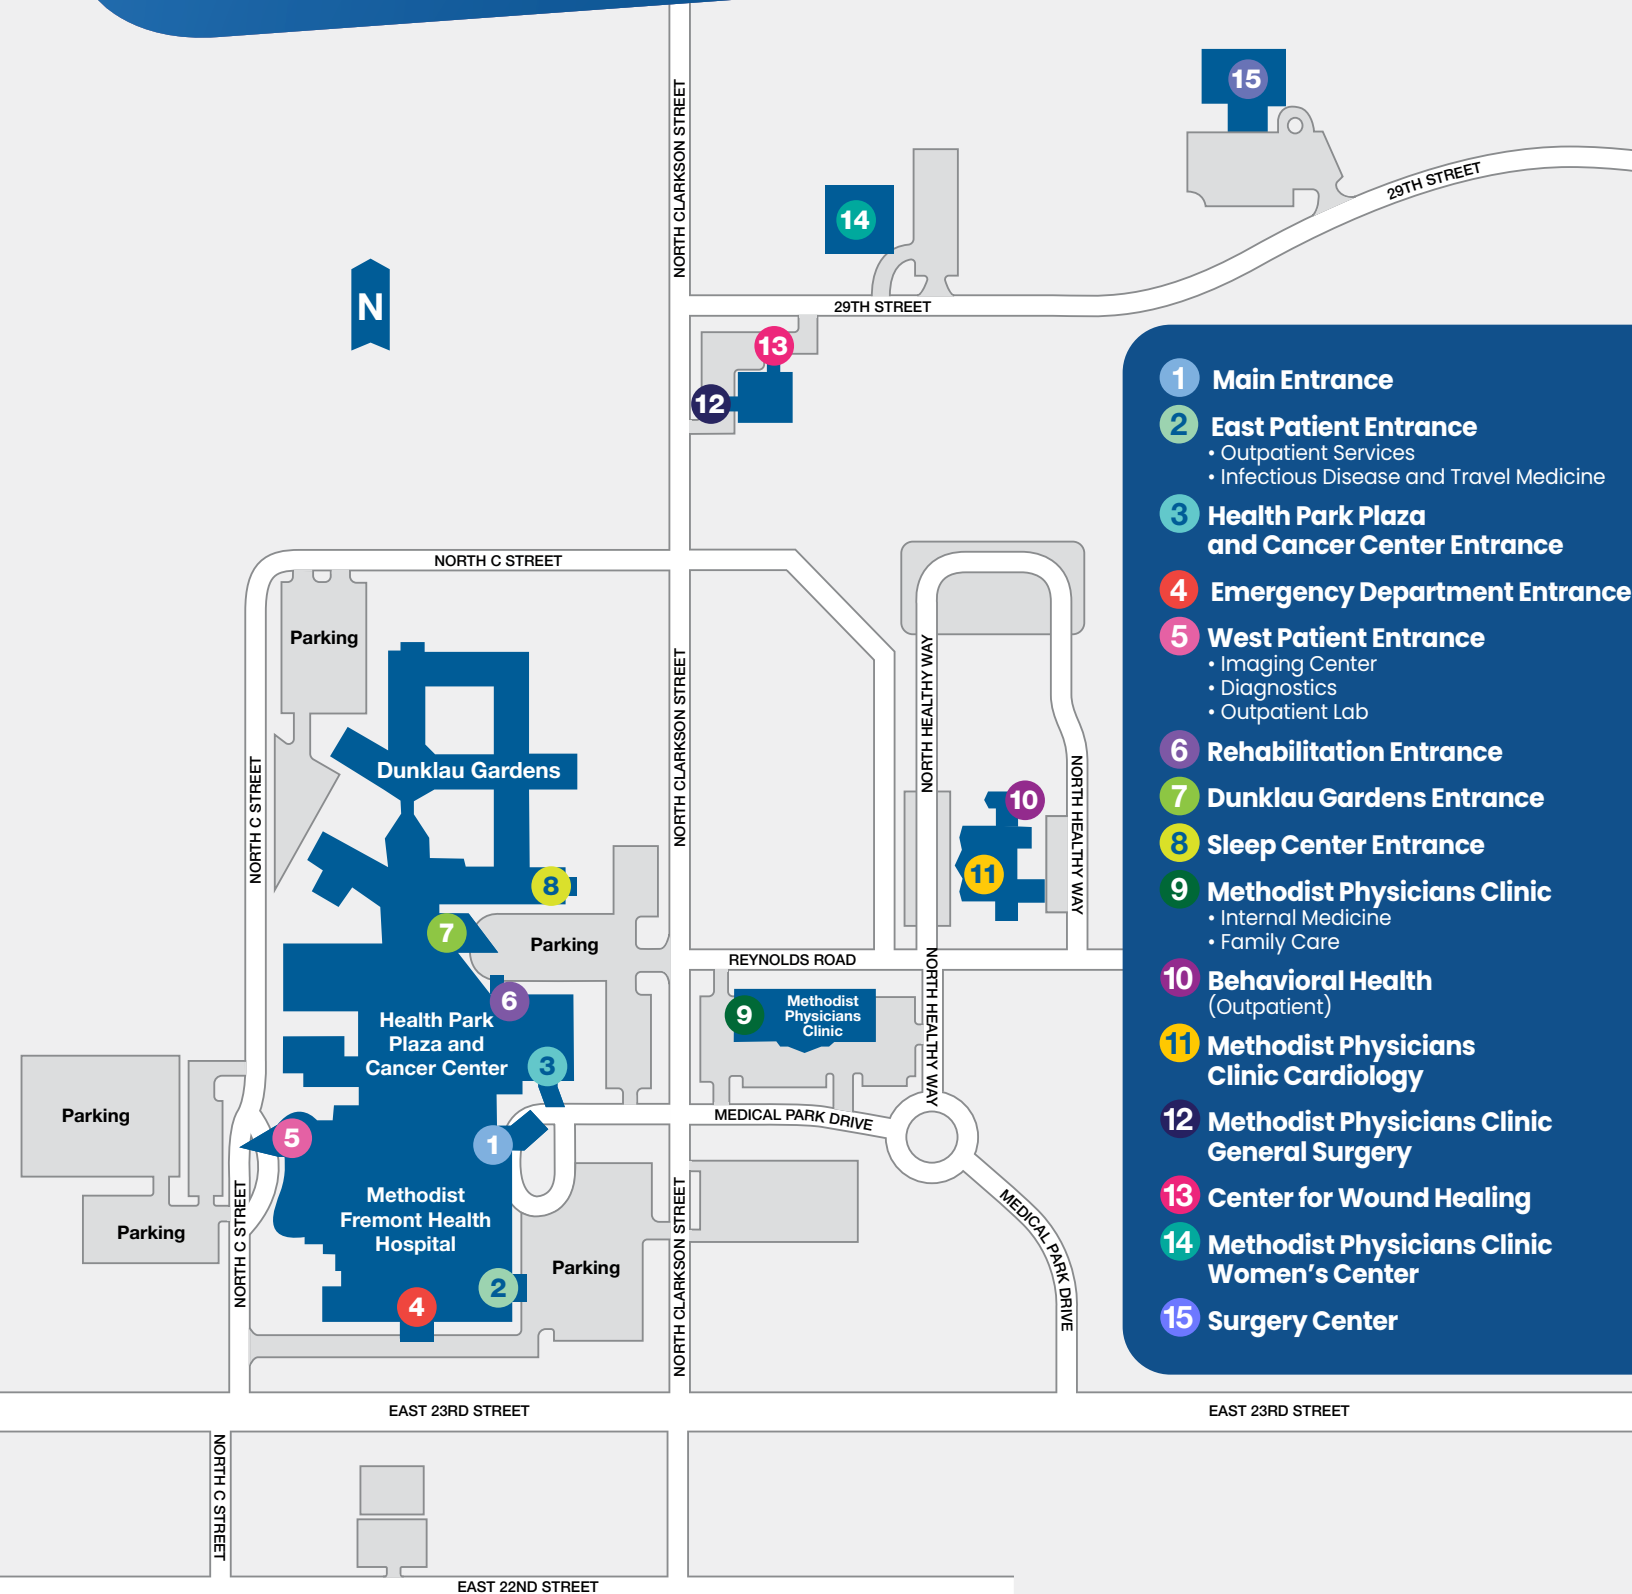 NORTH CLARKSON STREET
15
29TH STREET
14
N
29TH STREET
13
12
NORTH C STREET
Parking
NORTH CLARKSON STREET
NORTH HEALTHY WAY
NORTH HEALTHY WAY
NORTH C STREET
Dunklau Gardens
10
11
8
7
Parking
REYNOLDS ROAD
NORTH HEALTHY WAY
6
9
Methodist
Physicians
Clinic
Health Park
Plaza and
Cancer Center
3
Parking
MEDICAL PARK DRIVE
5
1
Methodist
Fremont Health
Hospital
Parking
NORTH C STREET
NORTH CLARKSON STREET
MEDICAL PARK DRIVE
Parking
2
4
EAST 23RD STREET
EAST 23RD STREET
NORTH C STREET
EAST 22ND STREET
1 Main Entrance
2 East Patient Entrance
• Outpatient Services
• Infectious Disease and Travel Medicine
3 Health Park Plaza
and Cancer Center Entrance
4 Emergency Department Entrance
5 West Patient Entrance
• Imaging Center
• Diagnostics
• Outpatient Lab
6 Rehabilitation Entrance
7 Dunklau Gardens Entrance
8 Sleep Center Entrance
9 Methodist Physicians Clinic
• Internal Medicine
• Family Care
10 Behavioral Health
(Outpatient)
11 Methodist Physicians
Clinic Cardiology
12 Methodist Physicians Clinic
General Surgery
13 Center for Wound Healing
14 Methodist Physicians Clinic
Women's Center
15 Surgery Center